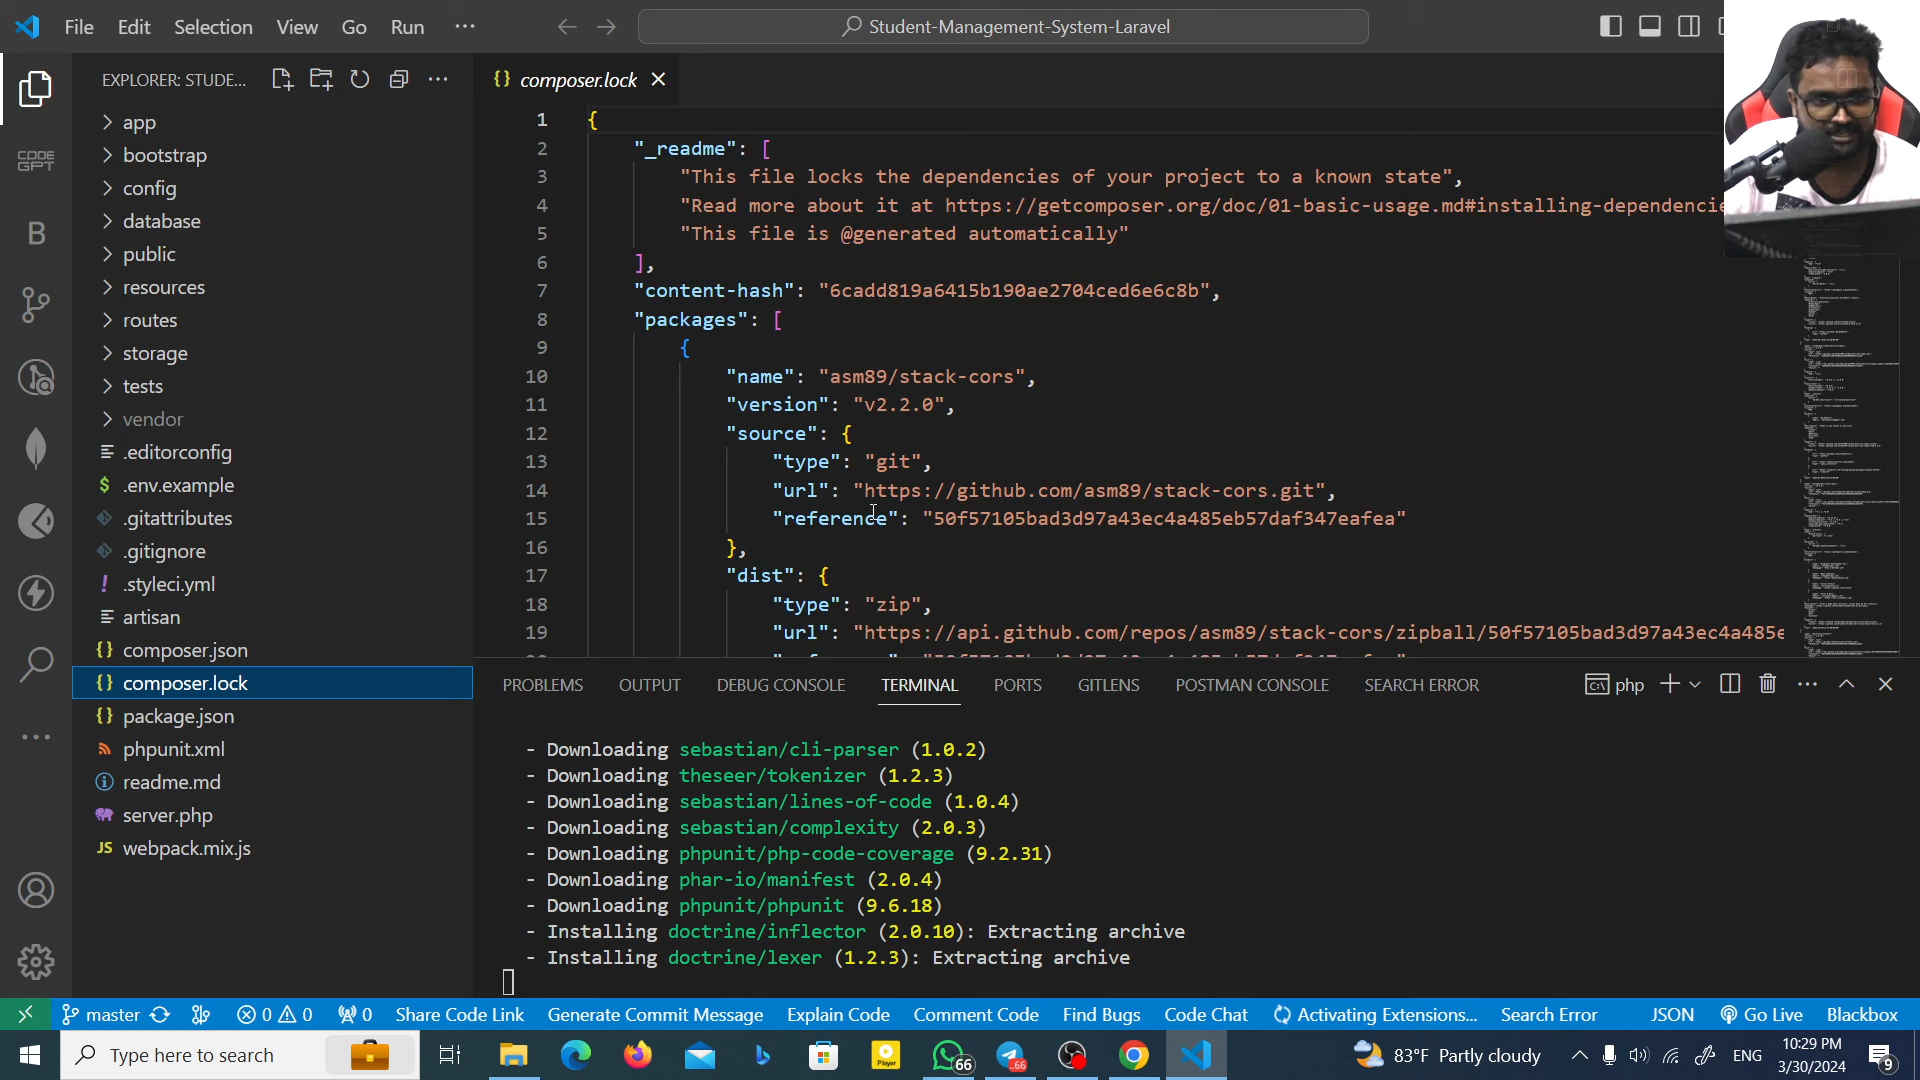 File Edit Selection View Go Run ···
Student-Management-System-Laravel
EXPLORER: STUDE...
app
bootstrap
config
database
public
resources
routes
storage
tests
vendor
.editorconfig
$ .env.example
.gitattributes
.gitignore
! .styleci.yml
artisan
{} composer.json
{} composer.lock
{} package.json
phpunit.xml
readme.md
server.php
JS webpack.mix.js
CODE
GPT
B
{} composer.lock
1 {
2 "_readme": [
3 "This file locks the dependencies of your project to a known state",
4 "Read more about it at https://getcomposer.org/doc/01-basic-usage.md#installing-dependencie
5 "This file is @generated automatically"
6 ],
7 "content-hash": "6cadd819a6415b190ae2704ced6e6c8b",
8 "packages": [
9 {
10 "name": "asm89/stack-cors",
11 "version": "v2.2.0",
12 "source": {
13 "type": "git",
14 "url": "https://github.com/asm89/stack-cors.git",
15 "reference": "50f57105bad3d97a43ec4a485eb57daf347eafea"
16 },
17 "dist": {
18 "type": "zip",
19 "url": "https://api.github.com/repos/asm89/stack-cors/zipball/50f57105bad3d97a43ec4a485e
PROBLEMS OUTPUT DEBUG CONSOLE TERMINAL PORTS GITLENS POSTMAN CONSOLE SEARCH ERROR
php
- Downloading sebastian/cli-parser (1.0.2)
- Downloading theseer/tokenizer (1.2.3)
- Downloading sebastian/lines-of-code (1.0.4)
- Downloading sebastian/complexity (2.0.3)
- Downloading phpunit/php-code-coverage (9.2.31)
- Downloading phar-io/manifest (2.0.4)
- Downloading phpunit/phpunit (9.6.18)
- Installing doctrine/inflector (2.0.10): Extracting archive
- Installing doctrine/lexer (1.2.3): Extracting archive
master 0 0 0 Share Code Link Generate Commit Message Explain Code Comment Code Find Bugs Code Chat Activating Extensions... Search Error JSON Go Live Blackbox
Type here to search
Player
66
.66
83°F Partly cloudy
ENG
10:29 PM
3/30/2024
9